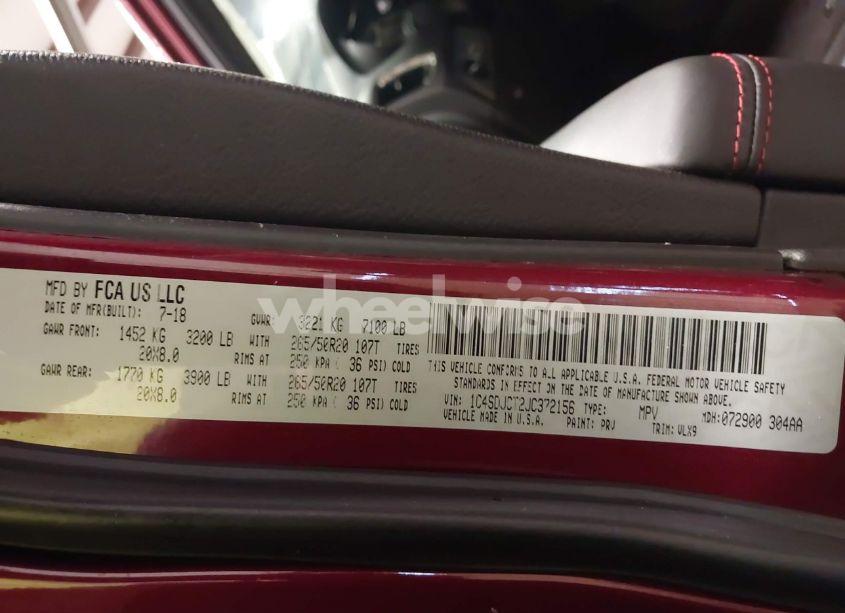 MFD BY FCA US LLC
DATE OF MFR(BUILT): 7-18 GVWR: 3221 KG 7100 LB
GAWR FRONT: 1452 KG 3200 LB WITH 265/50R20 107T TIRES
20X8.0 RIMS AT 250 KPA ( 36 PSI) COLD
GAWR REAR: 1770 KG 3900 LB WITH 265/50R20 107T TIRES
20X8.0 RIMS AT 250 KPA ( 36 PSI) COLD
THIS VEHICLE CONFORMS TO ALL APPLICABLE U.S.A. FEDERAL MOTOR VEHICLE SAFETY
STANDARDS IN EFFECT ON THE DATE OF MANUFACTURE SHOWN ABOVE.
VIN: 1C4SDJCT2JC372156 TYPE: MPV MDH:072900 304AA
VEHICLE MADE IN U.S.A. PAINT: PRV TRIM: VLX9
wheelwise